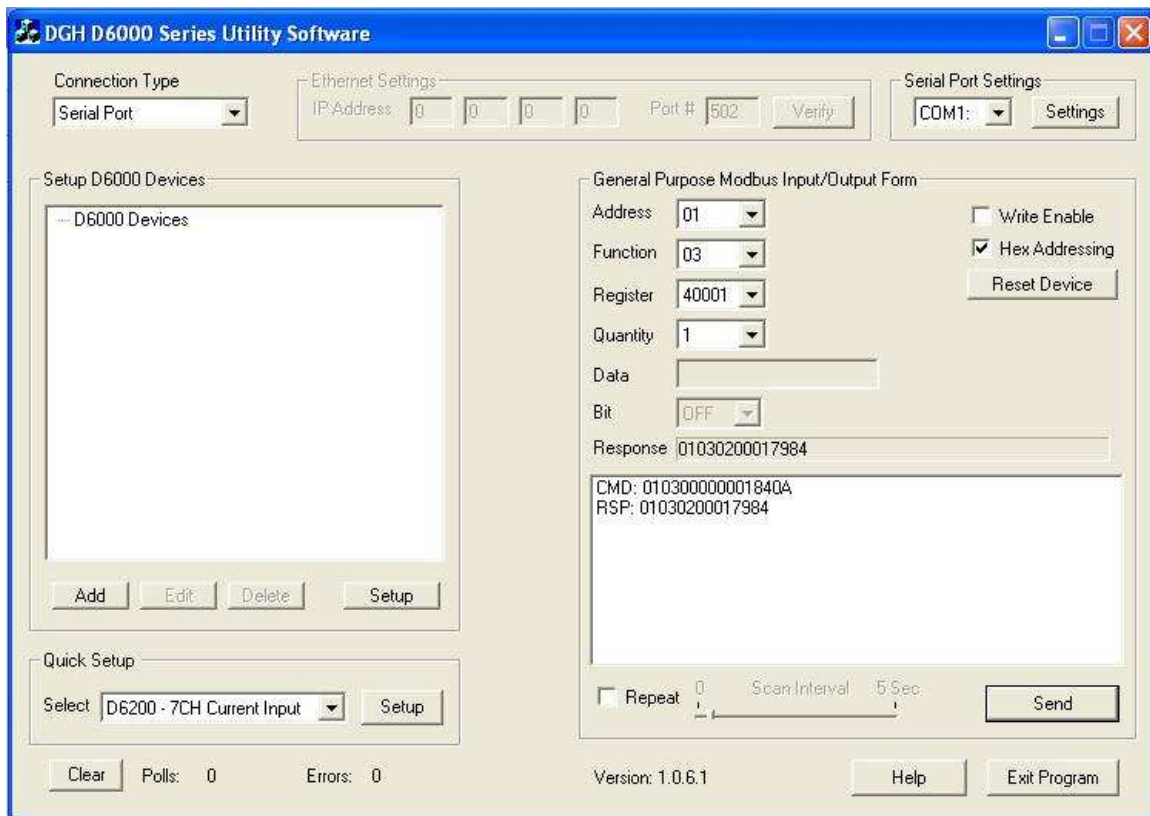 DGH D6000 Series Utility Software
Connection Type
Serial Port
Ethernet Settings
IP Address 0 0 0 0 Port # 502 Verify
Serial Port Settings
COM1: Settings
Setup D6000 Devices
D6000 Devices
Add Edit Delete Setup
Quick Setup
Select D6200 - 7CH Current Input Setup
Clear Polls: 0 Errors: 0
General Purpose Modbus Input/Output Form
Address 01
Write Enable
Function 03
Hex Addressing
Reset Device
Register 40001
Quantity 1
Data
Bit OFF
Response 01030200017984
CMD: 010300000001840A
RSP: 01030200017984
Repeat 0 Scan Interval 5 Sec
Send
Version: 1.0.6.1 Help Exit Program